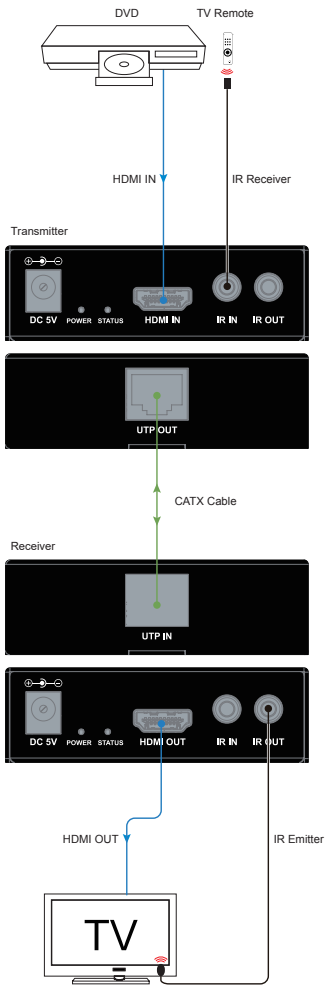 DVD TV Remote
HDMI IN IR Receiver
Transmitter
DC 5V POWER STATUS HDMI IN IR IN IR OUT
UTP OUT
CATX Cable
Receiver
UTP IN
DC 5V POWER STATUS HDMI OUT IR IN IR OUT
HDMI OUT IR Emitter
TV